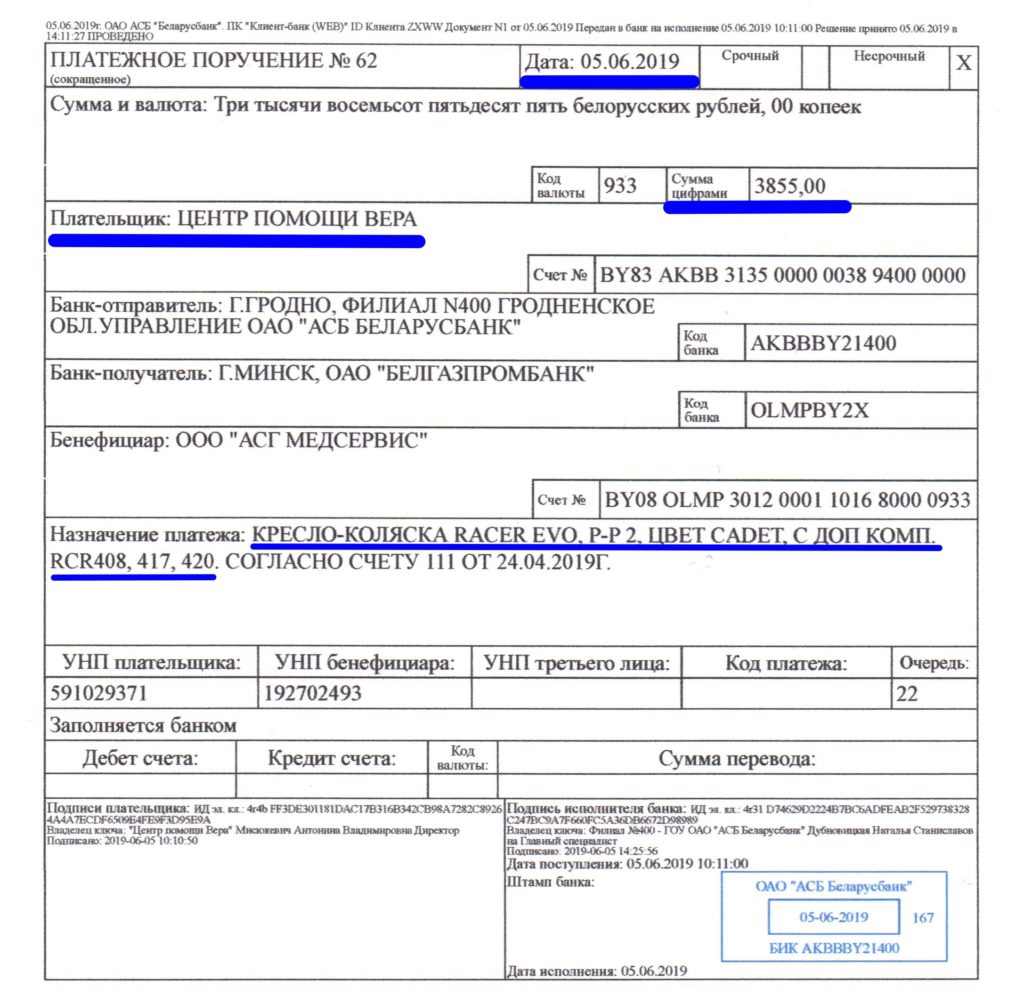 05.06.2019г. ОАО АСБ "Беларусбанк". ПК "Клиент-банк (WEB)" ID Клиента ZXWW Документ N1 от 05.06.2019 Передан в банк на исполнение 05.06.2019 10:11:00 Решение принято 05.06.2019 в
14:11:27 ПРОВЕДЕНО
ПЛАТЕЖНОЕ ПОРУЧЕНИЕ № 62
(сокращенное)
Дата: 05.06.2019
Срочный
Несрочный
X
Сумма и валюта: Три тысячи восемьсот пятьдесят пять белорусских рублей, 00 копеек
Код валюты
933
Сумма цифрами
3855,00
Плательщик: ЦЕНТР ПОМОЩИ ВЕРА
Счет №
BY83 AKBB 3135 0000 0038 9400 0000
Банк-отправитель: Г.ГРОДНО, ФИЛИАЛ N400 ГРОДНЕНСКОЕ
ОБЛ.УПРАВЛЕНИЕ ОАО "АСБ БЕЛАРУСБАНК"
Код банка
AKBBBY21400
Банк-получатель: Г.МИНСК, ОАО "БЕЛГАЗПРОМБАНК"
Код банка
OLMPBY2X
Бенефициар: ООО "АСГ МЕДСЕРВИС"
Счет №
BY08 OLMP 3012 0001 1016 8000 0933
Назначение платежа: КРЕСЛО-КОЛЯСКА RACER EVO, Р-Р 2, ЦВЕТ CADET, С ДОП КОМП.
RCR408, 417, 420. СОГЛАСНО СЧЕТУ 111 ОТ 24.04.2019Г.
УНП плательщика:
УНП бенефициара:
УНП третьего лица:
Код платежа:
Очередь:
591029371
192702493
22
Заполняется банком
Дебет счета:
Кредит счета:
Код валюты:
Сумма перевода:
Подписи плательщика: ИД эл. кл.: 4r4b FF3DE301181DAC17B316B342CB98A7282C8926
4A4A7ECDF6509E4FE9F3D95E9A
Владелец ключа: "Центр помощи Вера" Мнсюкевич Антонина Владимировна Директор
Подписано: 2019-06-05 10:10:50
Подпись исполнителя банка: ИД эл. кл.: 4r31 D74629D2224B7BC6ADFEAB2F529738328
C247BC9A7F660FC5A36DB6672D98989
Владелец ключа: Филиал №400 - ГОУ ОАО "АСБ Беларусбанк" Дубновицкая Наталья Станиславов
на Главный специалист
Подписано: 2019-06-05 14:25:56
Дата поступления: 05.06.2019 10:11:00
Штамп банка:
ОАО "АСБ Беларусбанк"
05-06-2019
167
БИК AKBBBY21400
Дата исполнения: 05.06.2019